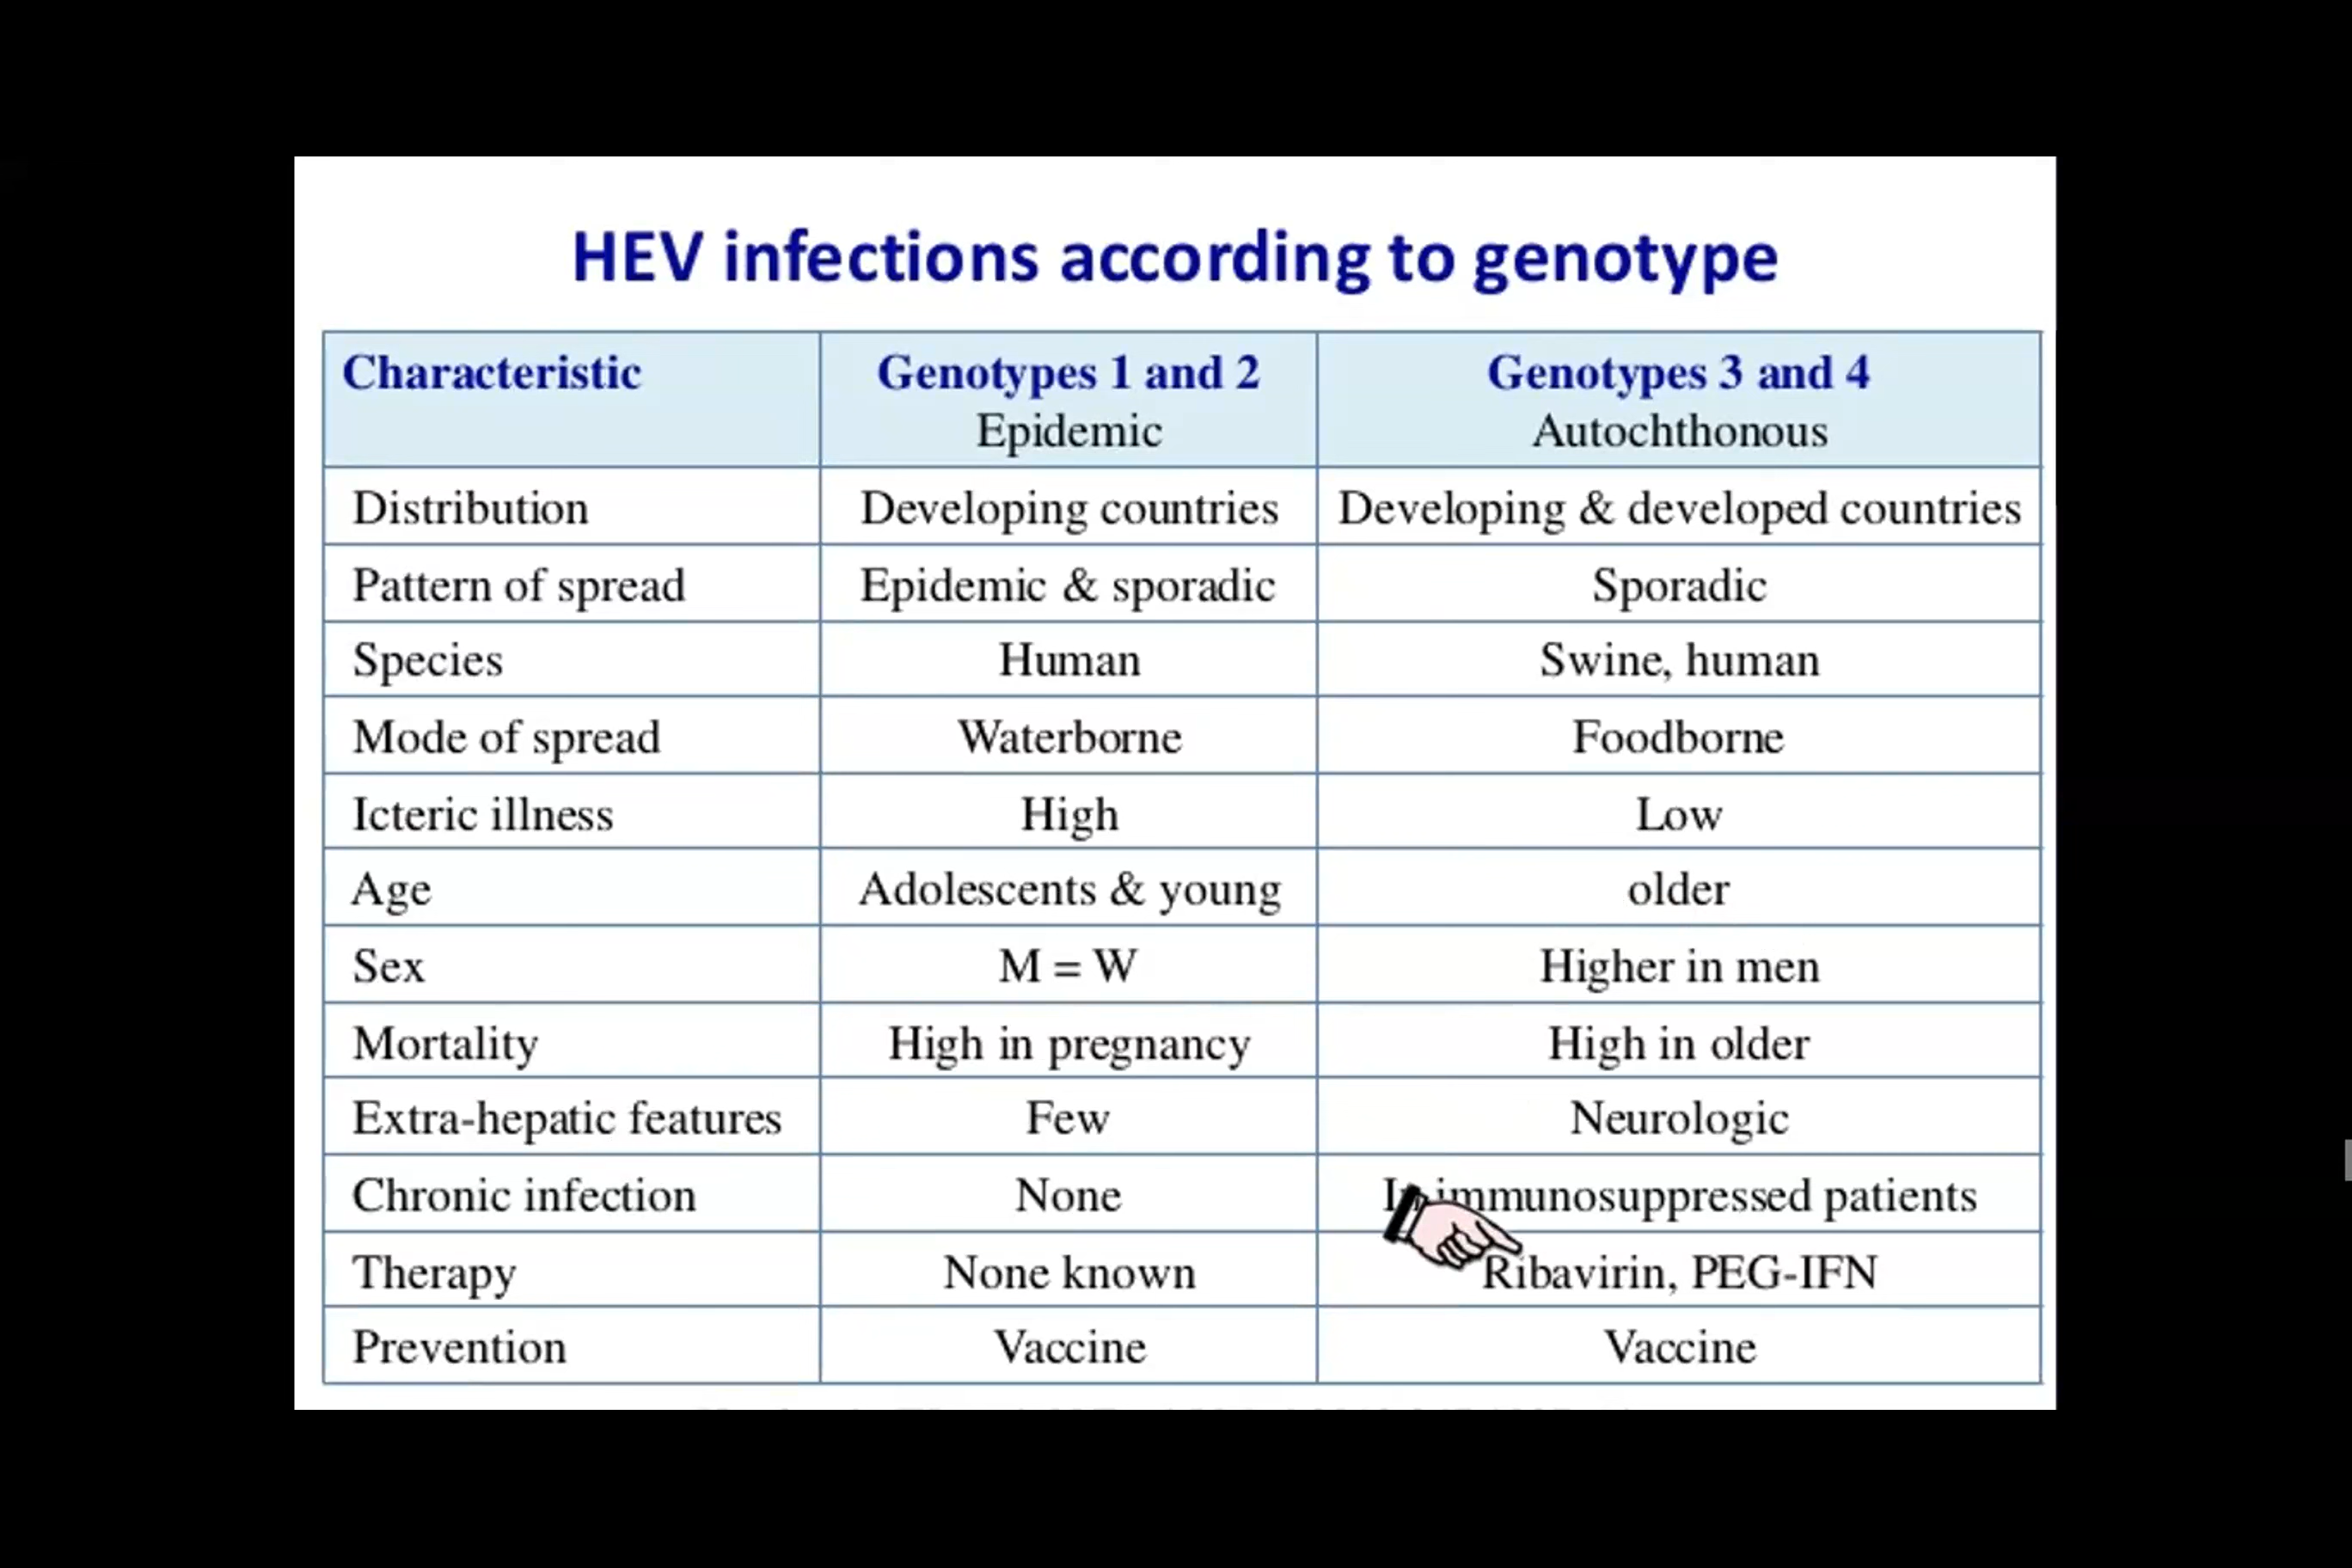 HEV infections according to genotype
Characteristic Genotypes 1 and 2 Genotypes 3 and 4
Epidemic Autochthonous
Distribution Developing countries Developing & developed countries
Pattern of spread Epidemic & sporadic Sporadic
Species Human Swine, human
Mode of spread Waterborne Foodborne
Icteric illness High Low
Age Adolescents & young older
Sex M = W Higher in men
Mortality High in pregnancy High in older
Extra-hepatic features Few Neurologic
Chronic infection None In immunosuppressed patients
Therapy None known Ribavirin, PEG-IFN
Prevention Vaccine Vaccine